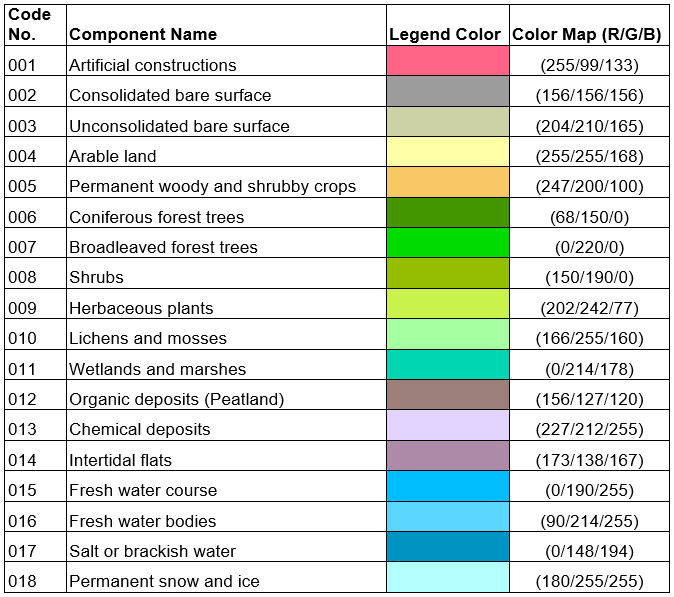 Code No. Component Name Legend Color Color Map (R/G/B)
001 Artificial constructions (255/99/133)
002 Consolidated bare surface (156/156/156)
003 Unconsolidated bare surface (204/210/165)
004 Arable land (255/255/168)
005 Permanent woody and shrubby crops (247/200/100)
006 Coniferous forest trees (68/150/0)
007 Broadleaved forest trees (0/220/0)
008 Shrubs (150/190/0)
009 Herbaceous plants (202/242/77)
010 Lichens and mosses (166/255/160)
011 Wetlands and marshes (0/214/178)
012 Organic deposits (Peatland) (156/127/120)
013 Chemical deposits (227/212/255)
014 Intertidal flats (173/138/167)
015 Fresh water course (0/190/255)
016 Fresh water bodies (90/214/255)
017 Salt or brackish water (0/148/194)
018 Permanent snow and ice (180/255/255)